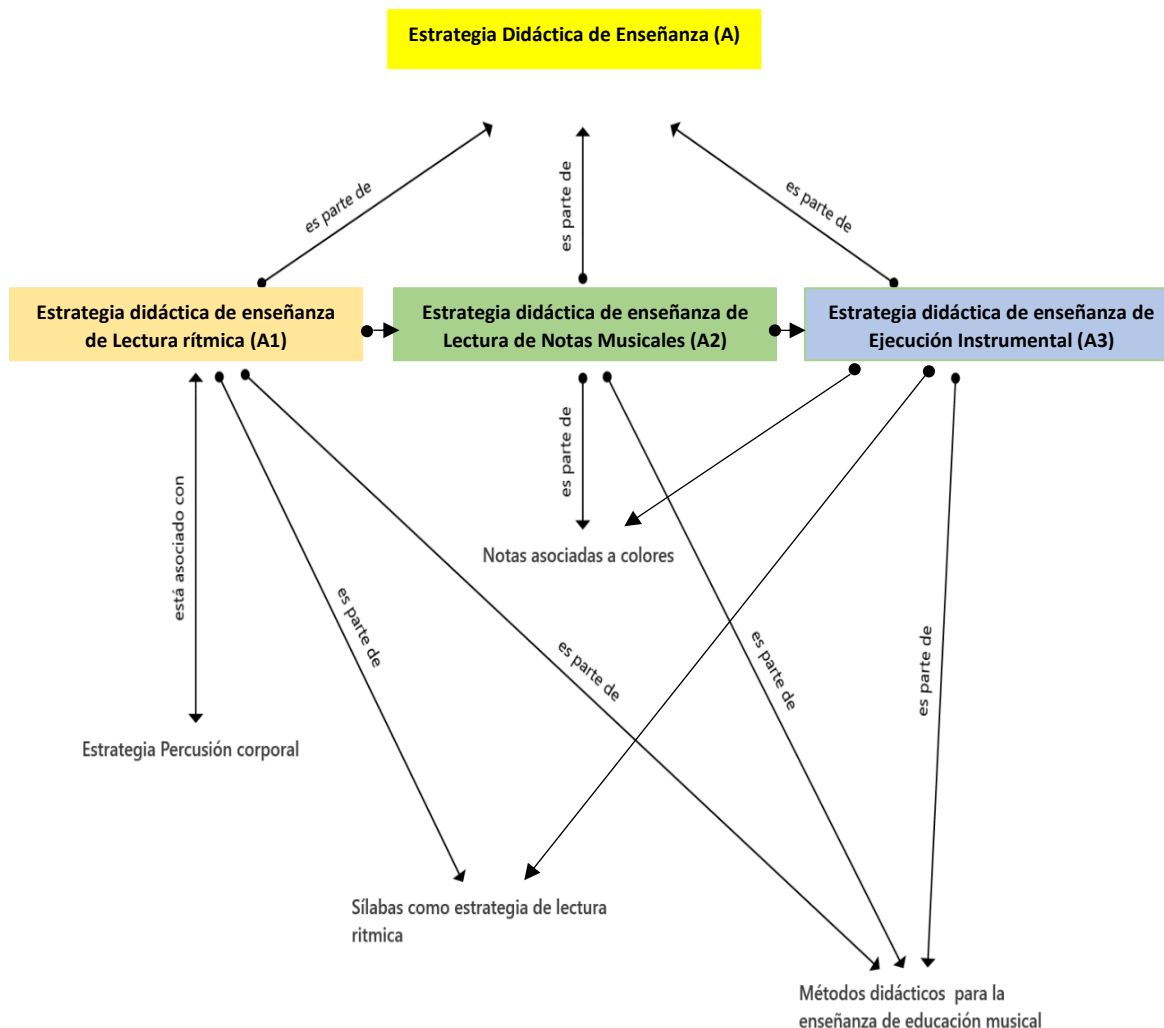 Estrategia Didáctica de Enseñanza (A)
es parte de
es parte de
es parte de
Estrategia didáctica de enseñanza
de Lectura rítmica (A1)
Estrategia didáctica de enseñanza de
Lectura de Notas Musicales (A2)
Estrategia didáctica de enseñanza de
Ejecución Instrumental (A3)
está asociado con
es parte de
Notas asociadas a colores
es parte de
es parte de
es parte de
es parte de
Estrategia Percusión corporal
Sílabas como estrategia de lectura
ritmica
Métodos didácticos para la
enseñanza de educación musical